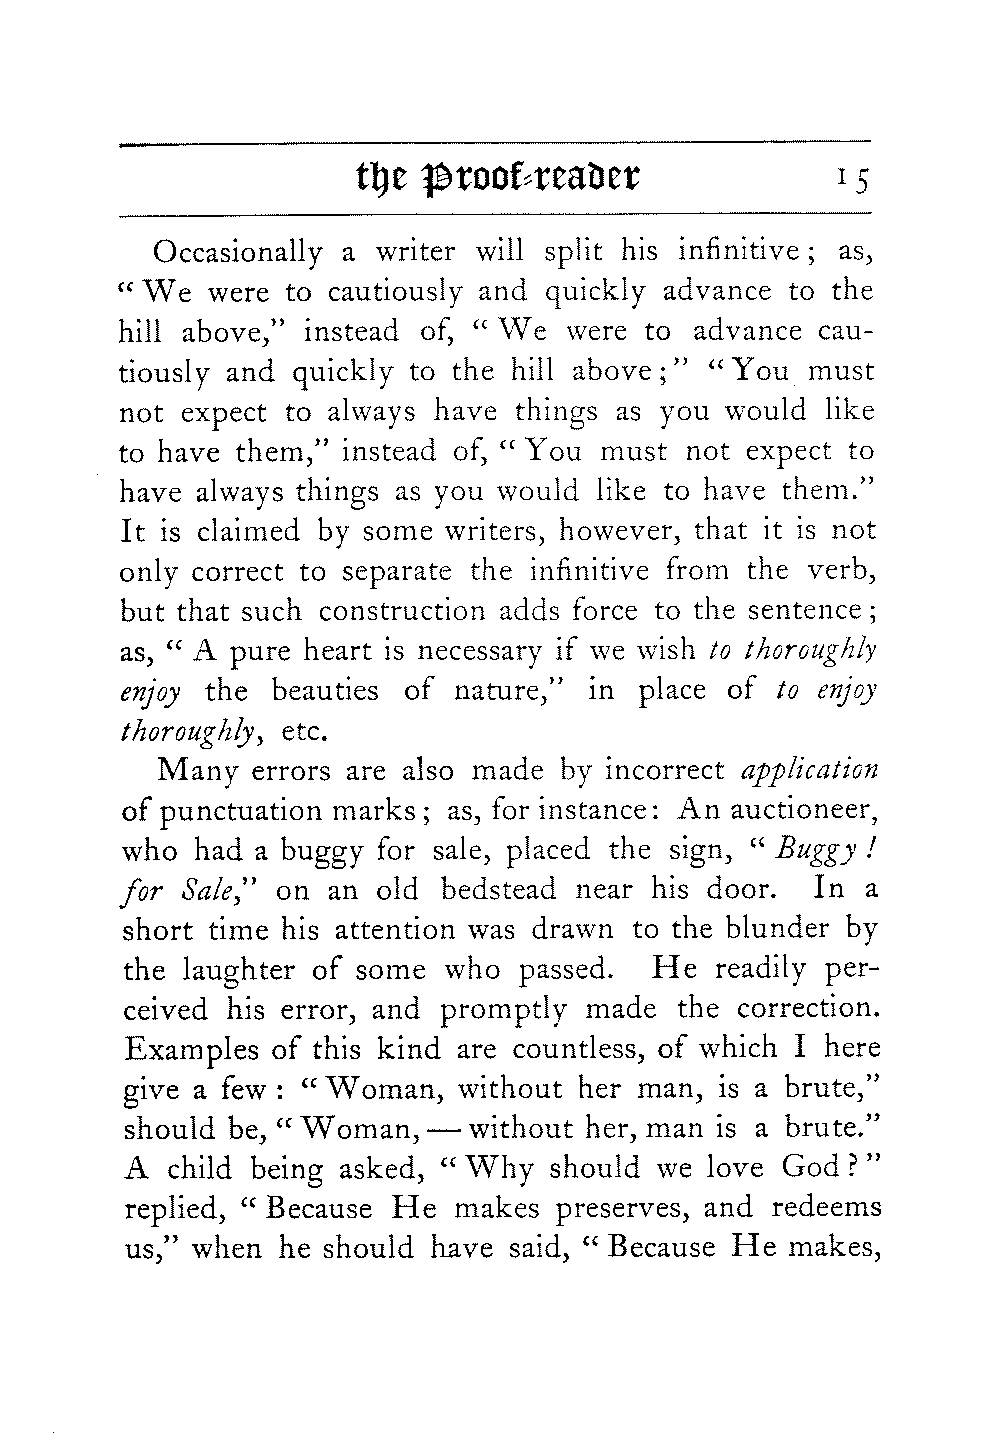 the Proof-reader 15
Occasionally a writer will split his infinitive; as,
"We were to cautiously and quickly advance to the
hill above," instead of, "We were to advance cau-
tiously and quickly to the hill above;" "You must
not expect to always have things as you would like
to have them," instead of, "You must not expect to
have always things as you would like to have them."
It is claimed by some writers, however, that it is not
only correct to separate the infinitive from the verb,
but that such construction adds force to the sentence;
as, "A pure heart is necessary if we wish to thoroughly
enjoy the beauties of nature," in place of to enjoy
thoroughly, etc.
Many errors are also made by incorrect application
of punctuation marks; as, for instance: An auctioneer,
who had a buggy for sale, placed the sign, "Buggy!
for Sale," on an old bedstead near his door. In a
short time his attention was drawn to the blunder by
the laughter of some who passed. He readily per-
ceived his error, and promptly made the correction.
Examples of this kind are countless, of which I here
give a few: "Woman, without her man, is a brute,"
should be, "Woman,—without her, man is a brute."
A child being asked, "Why should we love God?"
replied, "Because He makes preserves, and redeems
us," when he should have said, "Because He makes,